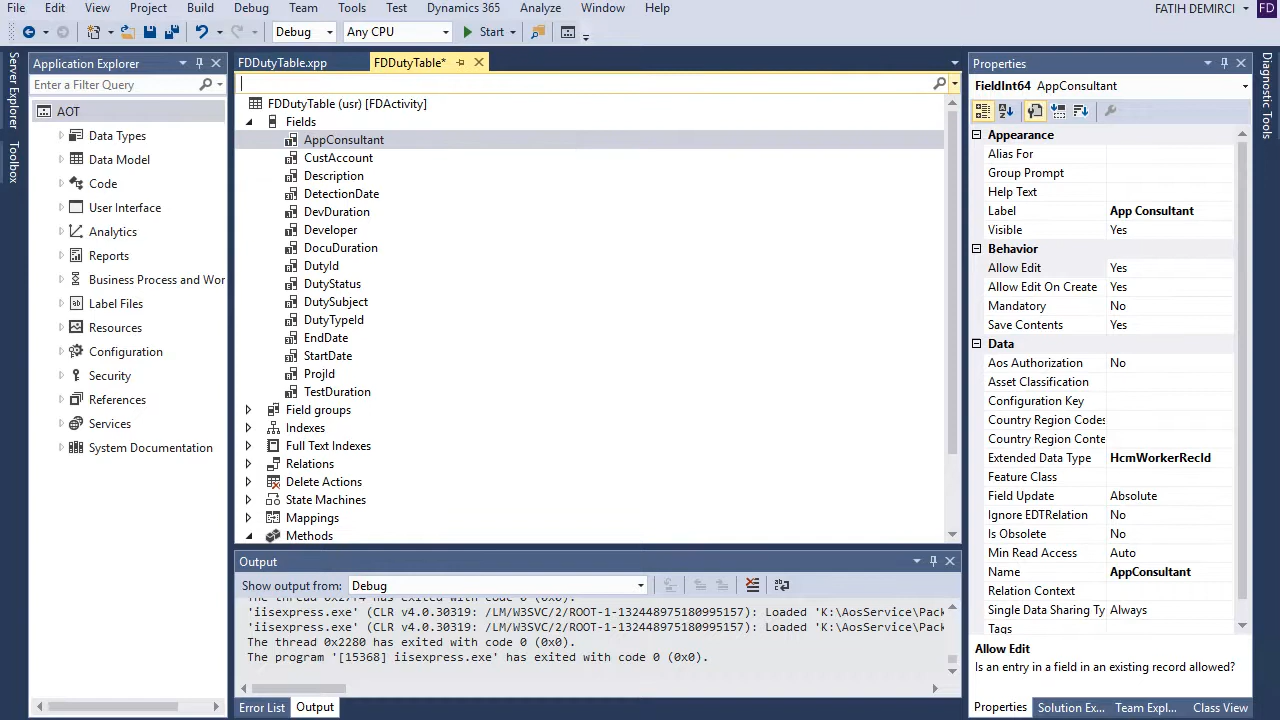 File Edit View Project Build Debug Team Tools Test Dynamics 365 Analyze Window Help FATIH DEMIRCI FD
Debug Any CPU Start
Server Explorer
Toolbox
Application Explorer
Enter a Filter Query
AOT
Data Types
Data Model
Code
User Interface
Analytics
Reports
Business Process and Wor
Label Files
Resources
Configuration
Security
References
Services
System Documentation
FDDutyTable.xpp FDDutyTable*
FDDutyTable (usr) [FDActivity]
Fields
AppConsultant
CustAccount
Description
DetectionDate
DevDuration
Developer
DocuDuration
DutyId
DutyStatus
DutySubject
DutyTypeId
EndDate
StartDate
ProjId
TestDuration
Field groups
Indexes
Full Text Indexes
Relations
Delete Actions
State Machines
Mappings
Methods
Output
Show output from: Debug
'iisexpress.exe' (CLR v4.0.30319: /LM/W3SVC/2/ROOT-1-132448975180995157): Loaded 'K:\AosService\Pack
'iisexpress.exe' (CLR v4.0.30319: /LM/W3SVC/2/ROOT-1-132448975180995157): Loaded 'K:\AosService\Pack
The thread 0x2280 has exited with code 0 (0x0).
The program '[15368] iisexpress.exe' has exited with code 0 (0x0).
Error List Output
Properties
FieldInt64 AppConsultant
Appearance
Alias For
Group Prompt
Help Text
Label App Consultant
Visible Yes
Behavior
Allow Edit Yes
Allow Edit On Create Yes
Mandatory No
Save Contents Yes
Data
Aos Authorization No
Asset Classification
Configuration Key
Country Region Codes
Country Region Conte
Extended Data Type HcmWorkerRecId
Feature Class
Field Update Absolute
Ignore EDTRelation No
Is Obsolete No
Min Read Access Auto
Name AppConsultant
Relation Context
Single Data Sharing Ty Always
Tags
Allow Edit
Is an entry in a field in an existing record allowed?
Properties Solution Ex... Team Expl... Class View
Diagnostic Tools